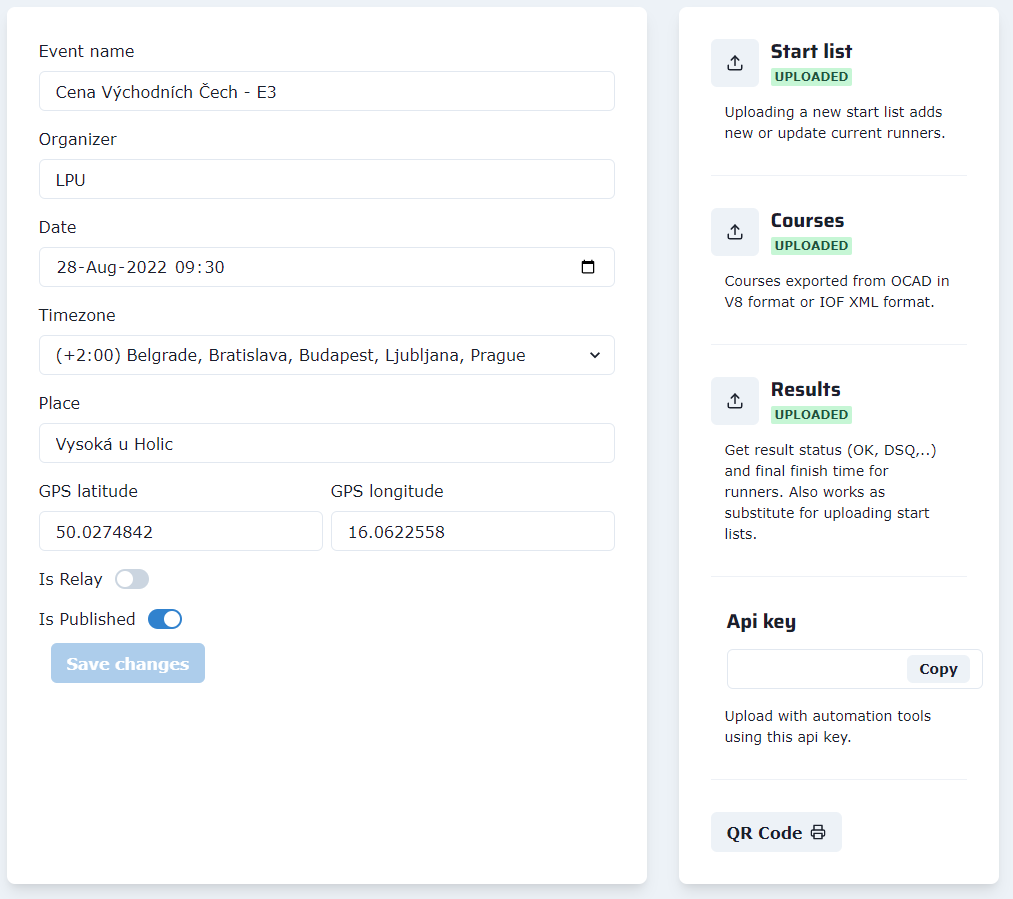 Event name
Cena Východních Čech - E3
Organizer
LPU
Date
28-Aug-2022 09:30
Timezone
(+2:00) Belgrade, Bratislava, Budapest, Ljubljana, Prague
Place
Vysoká u Holic
GPS latitude
GPS longitude
50.0274842
16.0622558
Is Relay
Is Published
Save changes
Start list
UPLOADED
Uploading a new start list adds
new or update current runners.
Courses
UPLOADED
Courses exported from OCAD in
V8 format or IOF XML format.
Results
UPLOADED
Get result status (OK, DSQ,..)
and final finish time for
runners. Also works as
substitute for uploading start
lists.
Api key
Copy
Upload with automation tools
using this api key.
QR Code